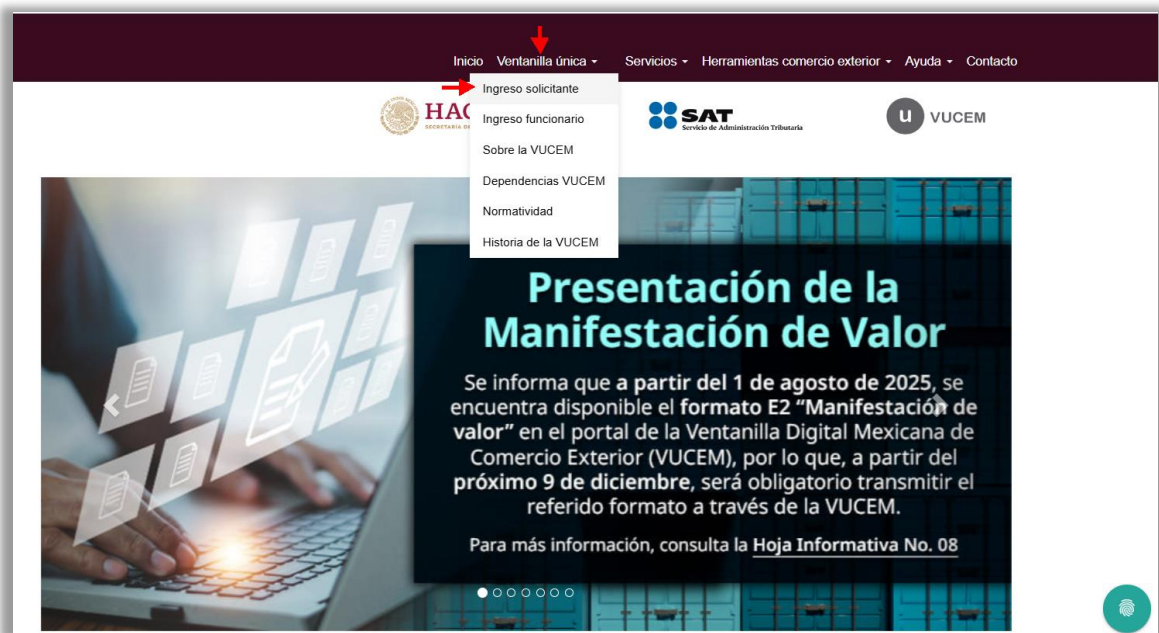 Inicio Ventanilla única Servicios Herramientas comercio exterior Ayuda Contacto
Ingreso solicitante
Ingreso funcionario
Sobre la VUCEM
Dependencias VUCEM
Normatividad
Historia de la VUCEM
HAC
SECRETARÍA DE
SAT
Servicio de Administración Tributaria
u VUCEM
Presentación de la
Manifestación de Valor
Se informa que a partir del 1 de agosto de 2025, se
encuentra disponible el formato E2 “Manifestación de
valor” en el portal de la Ventanilla Digital Mexicana de
Comercio Exterior (VUCEM), por lo que, a partir del
próximo 9 de diciembre, será obligatorio transmitir el
referido formato a través de la VUCEM.
Para más información, consulta la Hoja Informativa No. 08